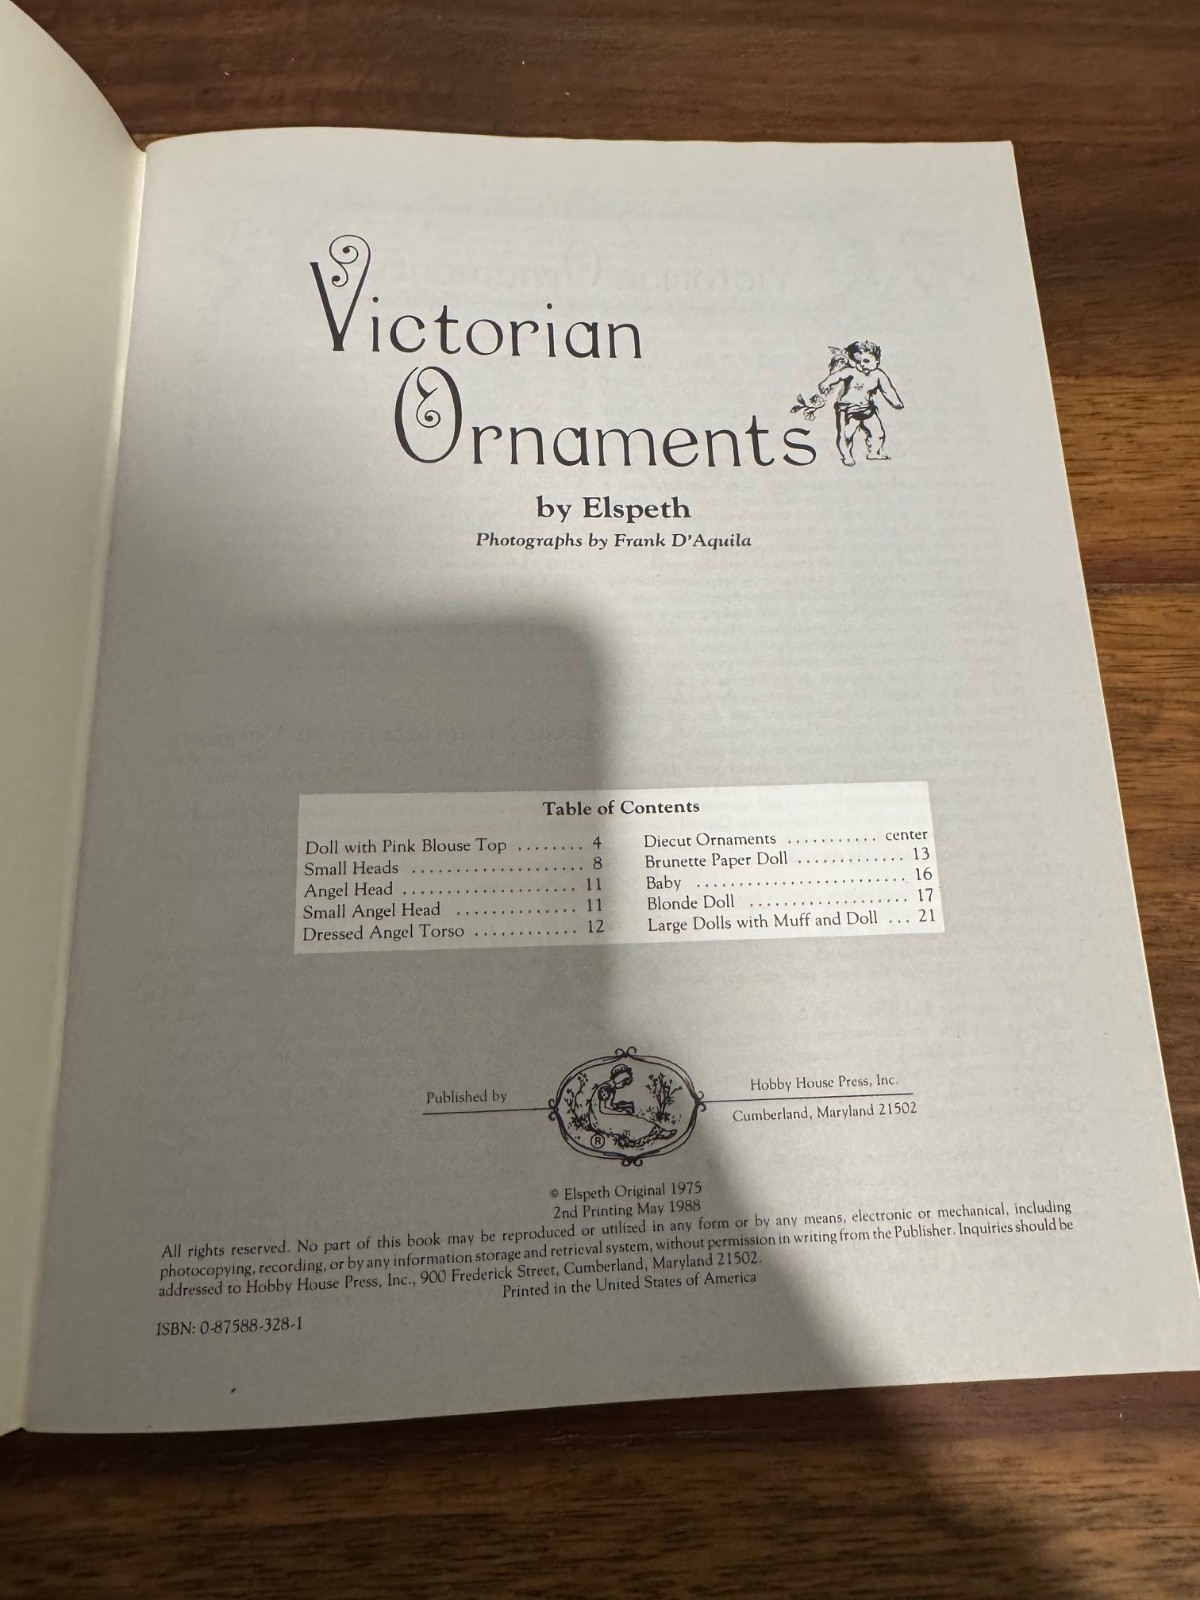 Victorian
Ornaments
by Elspeth
Photographs by Frank D'Aquila
Table of Contents
Doll with Pink Blouse Top ........ 4
Small Heads ................... 8
Angel Head ..................... 11
Small Angel Head .............. 11
Dressed Angel Torso ............ 12
Diecut Ornaments ........... center
Brunette Paper Doll ............. 13
Baby ......................... 16
Blonde Doll ................... 17
Large Dolls with Muff and Doll ... 21
Published by
Hobby House Press, Inc.
Cumberland, Maryland 21502
®
© Elspeth Original 1975
2nd Printing May 1988
All rights reserved. No part of this book may be reproduced or utilized in any form or by any means, electronic or mechanical, including
photocopying, recording, or by any information storage and retrieval system, without permission in writing from the Publisher. Inquiries should be
addressed to Hobby House Press, Inc., 900 Frederick Street, Cumberland, Maryland 21502.
Printed in the United States of America
ISBN: 0-87588-328-1